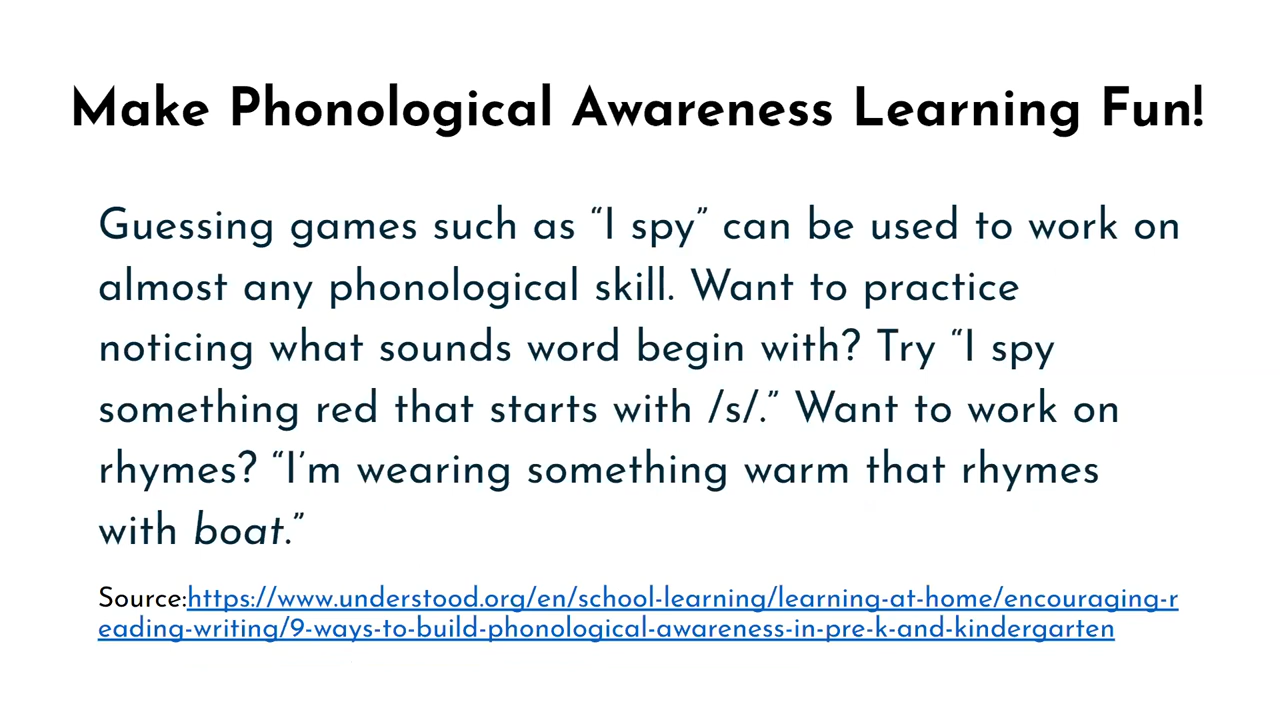 Make Phonological Awareness Learning Fun!
Guessing games such as “I spy” can be used to work on
almost any phonological skill. Want to practice
noticing what sounds word begin with? Try “I spy
something red that starts with /s/.” Want to work on
rhymes? “I’m wearing something warm that rhymes
with boat.”
Source:https://www.understood.org/en/school-learning/learning-at-home/encouraging-r
eading-writing/9-ways-to-build-phonological-awareness-in-pre-k-and-kindergarten